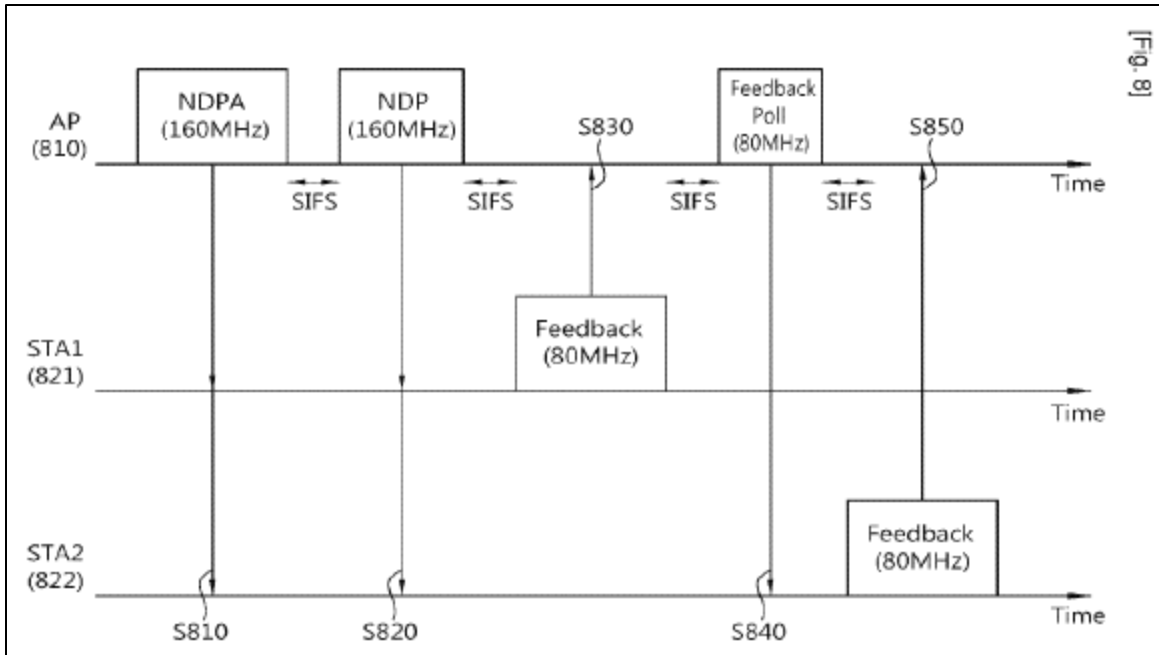 [Fig. 8]
AP
(810)
NDPA
(160MHz)
NDP
(160MHz)
S830
Feedback
Poll
(80MHz)
S850
SIFS
SIFS
SIFS
SIFS
Time
STA1
(821)
Feedback
(80MHz)
Time
STA2
(822)
Feedback
(80MHz)
Time
S810
S820
S840